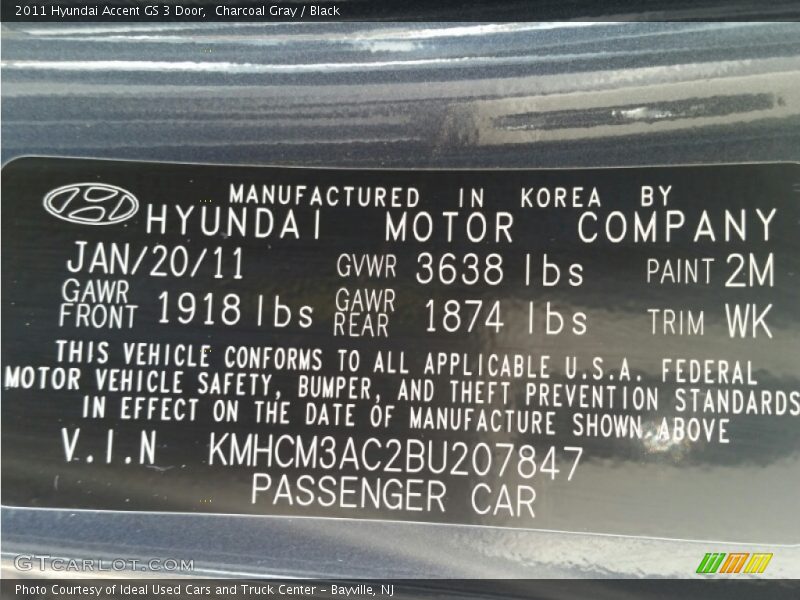 2011 Hyundai Accent GS 3 Door,  Charcoal Gray / Black
MANUFACTURED IN KOREA BY
HYUNDAI MOTOR COMPANY
JAN/20/11 GVWR 3638 lbs PAINT 2M
GAWR FRONT 1918 lbs GAWR REAR 1874 lbs TRIM WK
THIS VEHICLE CONFORMS TO ALL APPLICABLE U.S.A. FEDERAL
MOTOR VEHICLE SAFETY, BUMPER, AND THEFT PREVENTION STANDARDS
IN EFFECT ON THE DATE OF MANUFACTURE SHOWN ABOVE
V.I.N KMHCM3AC2BU207847
PASSENGER CAR
GTCARLOT.COM
Photo Courtesy of Ideal Used Cars and Truck Center – Bayville, NJ